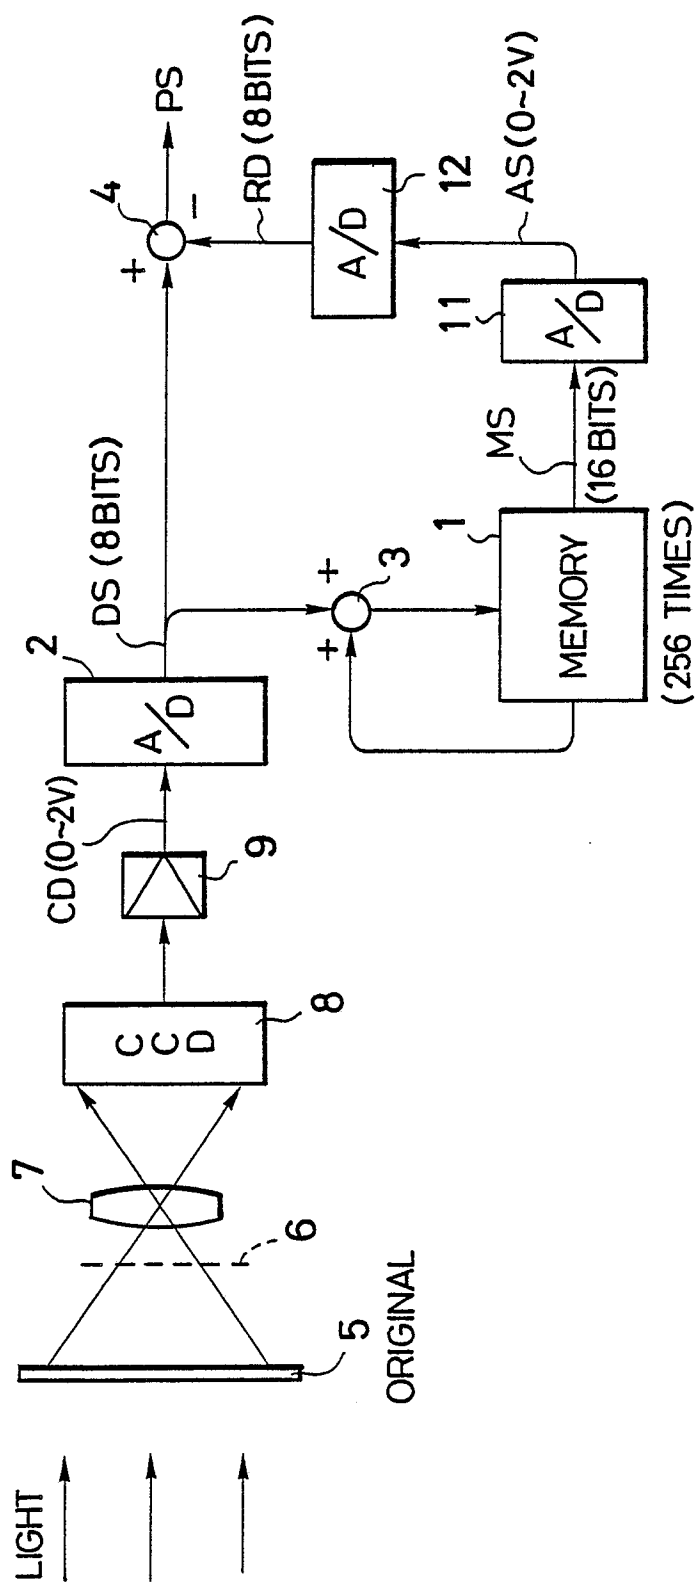 LIGHT
5
ORIGINAL
6
7
CCD
8
9
CD (0~2V)
2
A/D
DS (8BITS)
+
+
3
1
MEMORY
(256 TIMES)
MS
(16 BITS)
11
A/D
AS (0~2V)
12
A/D
RD (8BITS)
+
4
−
PS